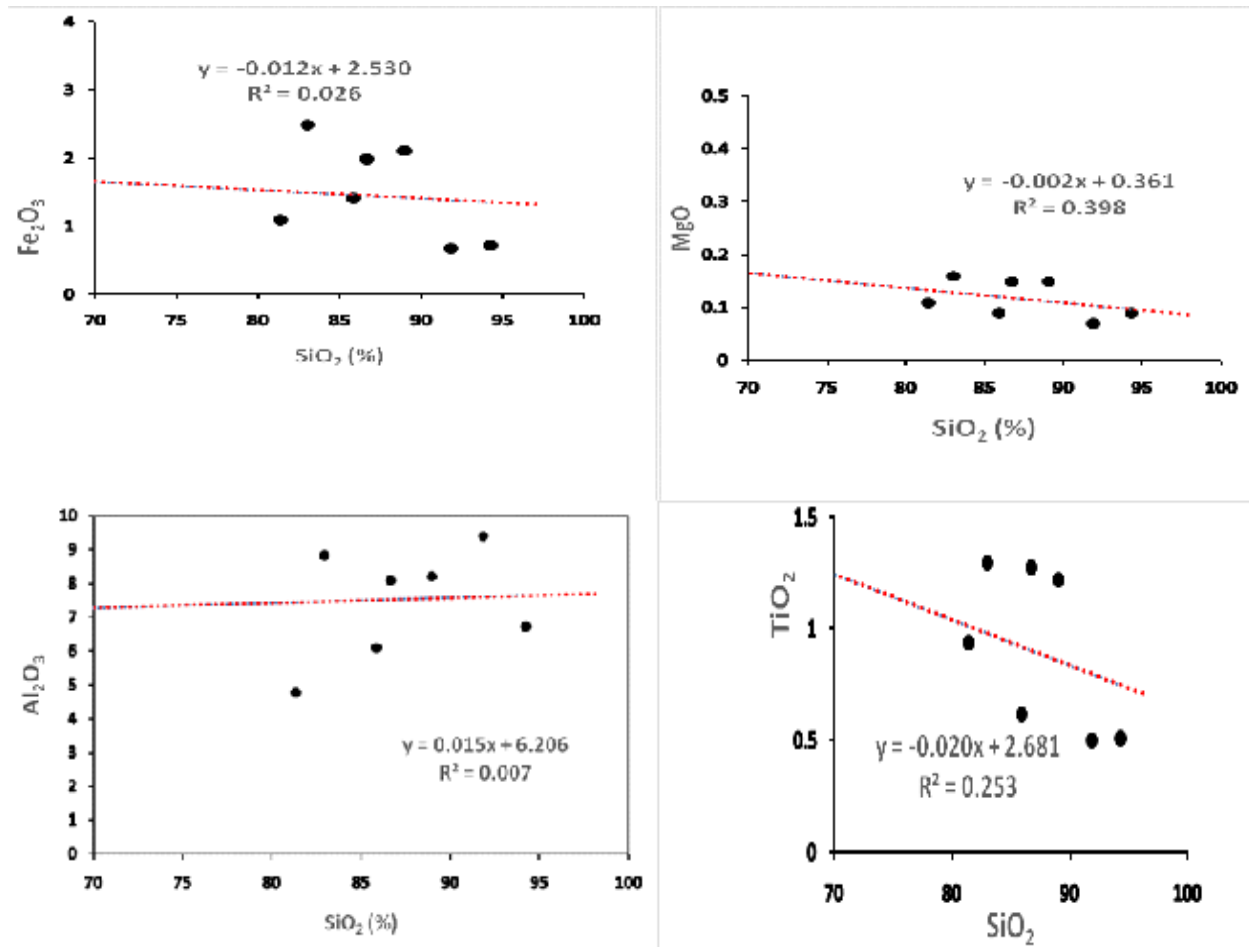 4
y = -0.012x + 2.530
R² = 0.026
3
2
1
0
Fe₂O₃
70 75 80 85 90 95 100
SiO₂ (%)
0.5
0.4
y = -0.002x + 0.361
0.3
R² = 0.398
0.2
0.1
0
MgO
70 75 80 85 90 95 100
SiO₂ (%)
10
9
8
7
6
5
4
3
2
1
0
Al₂O₃
y = 0.015x + 6.206
R² = 0.007
70 75 80 85 90 95 100
SiO₂ (%)
1.5
1
0.5
0
TiO₂
y = -0.020x + 2.681
R² = 0.253
70 80 90 100
SiO₂